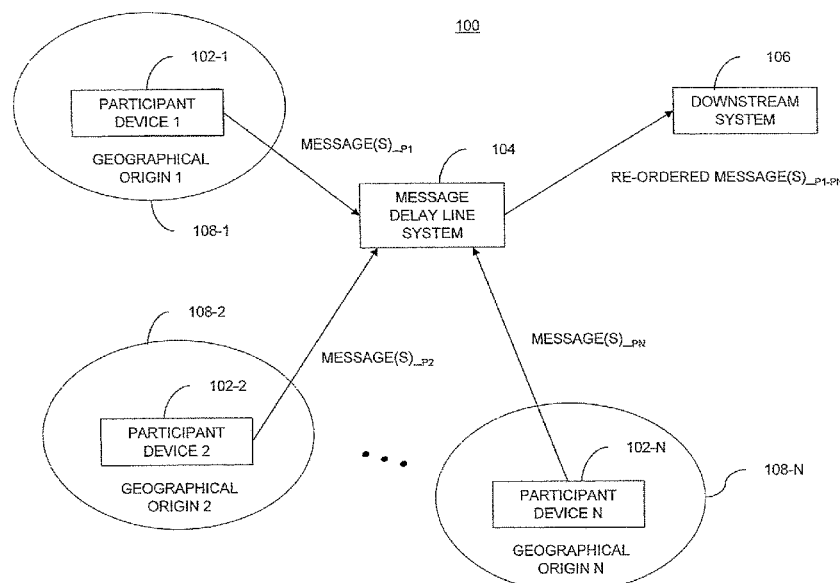 100
102-1
PARTICIPANT
DEVICE 1
GEOGRAPHICAL
ORIGIN 1
108-1
MESSAGE(S)_P1
104
MESSAGE
DELAY LINE
SYSTEM
106
DOWNSTREAM
SYSTEM
RE-ORDERED MESSAGE(S)_P1-PN
108-2
102-2
PARTICIPANT
DEVICE 2
GEOGRAPHICAL
ORIGIN 2
MESSAGE(S)_P2
MESSAGE(S)_PN
102-N
PARTICIPANT
DEVICE N
GEOGRAPHICAL
ORIGIN N
108-N